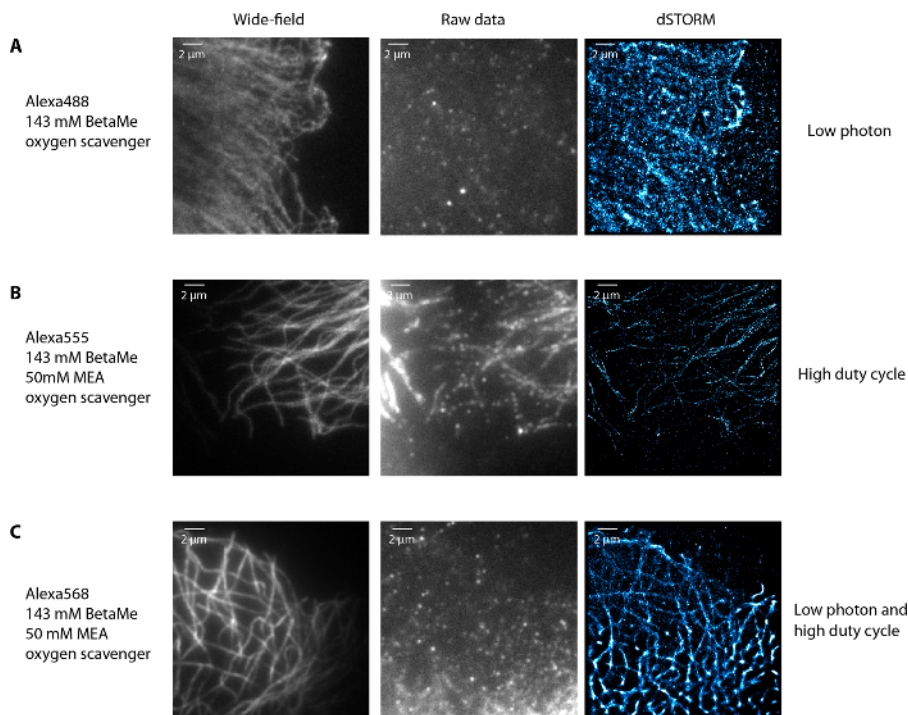 Wide-field
Raw data
dSTORM
A
Alexa488
143 mM BetaMe
oxygen scavenger
2 μm
2 μm
2 μm
Low photon
B
Alexa555
143 mM BetaMe
50mM MEA
oxygen scavenger
2 μm
2 μm
2 μm
High duty cycle
C
Alexa568
143 mM BetaMe
50 mM MEA
oxygen scavenger
2 μm
2 μm
2 μm
Low photon and
high duty cycle